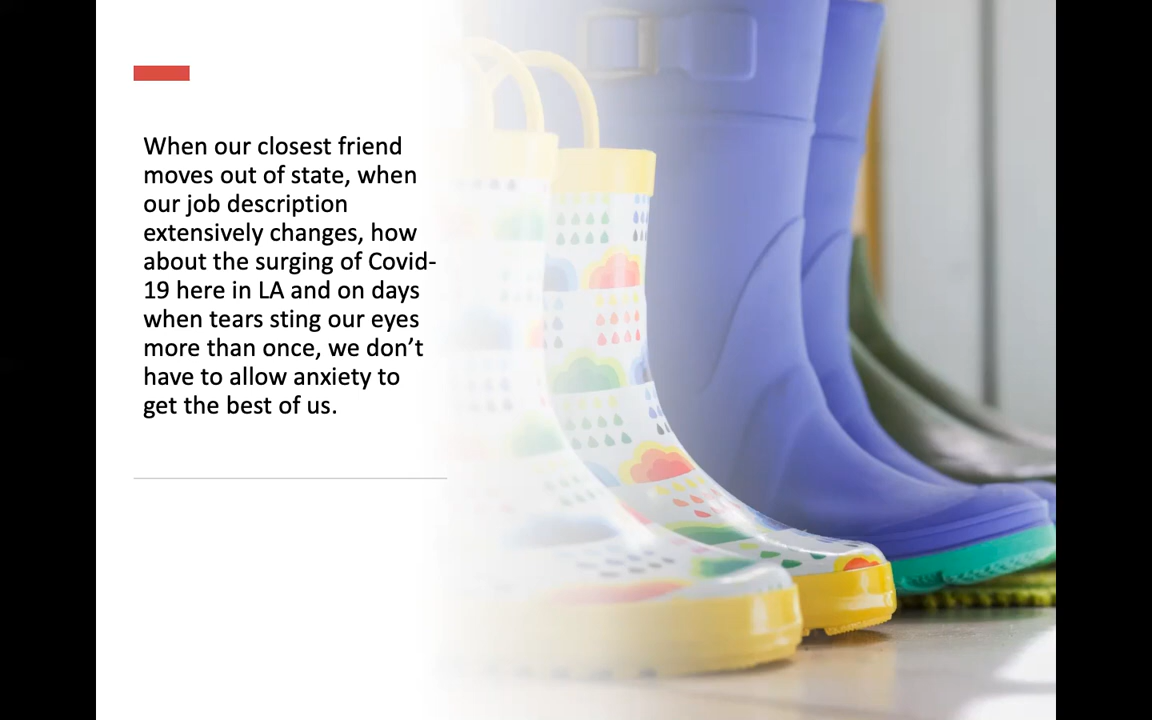 When our closest friend
moves out of state, when
our job description
extensively changes, how
about the surging of Covid-
19 here in LA and on days
when tears sting our eyes
more than once, we don’t
have to allow anxiety to
get the best of us.